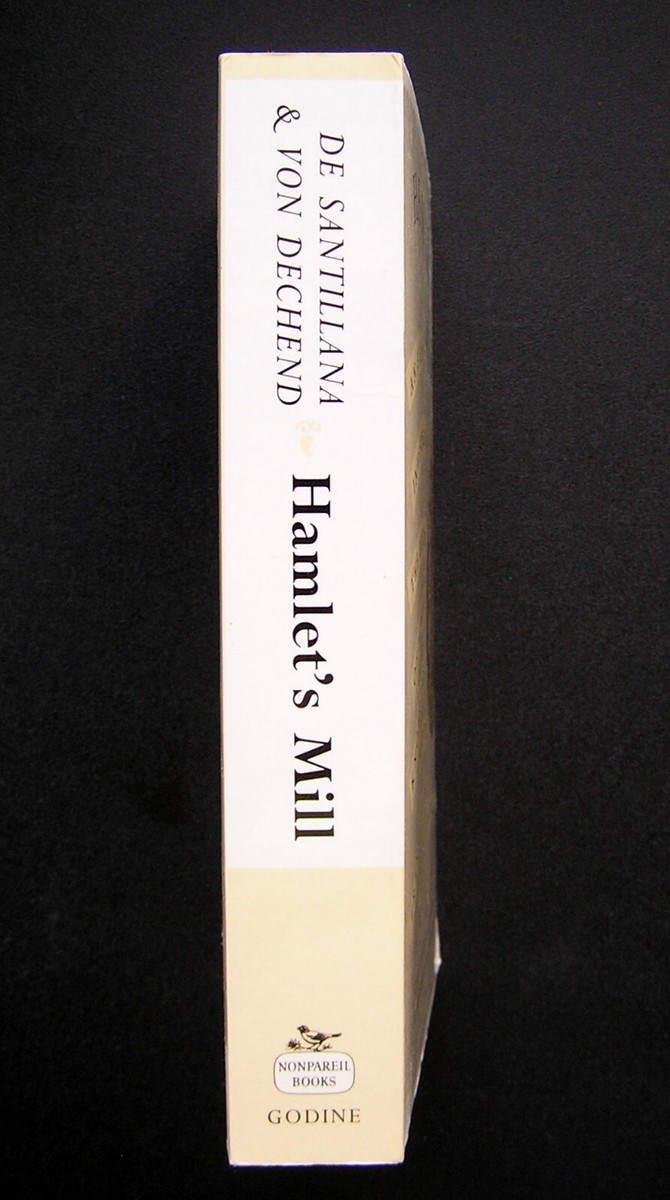 DE SANTILLANA
& VON DECHEND
Hamlet's Mill
NONPAREIL
BOOKS
GODINE